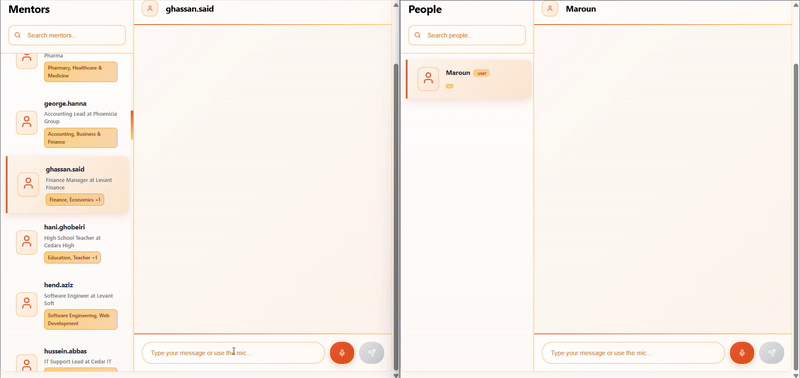 Mentors
Search mentors...
Pharma
Pharmacy, Healthcare &
Medicine
george.hanna
Accounting Lead at Phoenicia
Group
Accounting, Business &
Finance
ghassan.said
Finance Manager at Levant
Finance
Finance, Economics +1
hani.ghobeiri
High School Teacher at
Cedars High
Education, Teacher +1
hend.aziz
Software Engineer at Levant
Soft
Software Engineering, Web
Development
hussein.abbas
IT Support Lead at Cedar IT
ghassan.said
Type your message or use the mic...
People
Search people...
Maroun
user
Maroun
Type your message or use the mic...